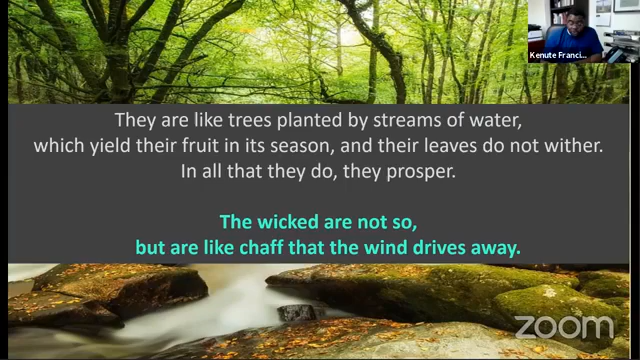 Kenute Franci...
They are like trees planted by streams of water,
which yield their fruit in its season, and their leaves do not wither.
In all that they do, they prosper.
The wicked are not so,
but are like chaff that the wind drives away.
zoom